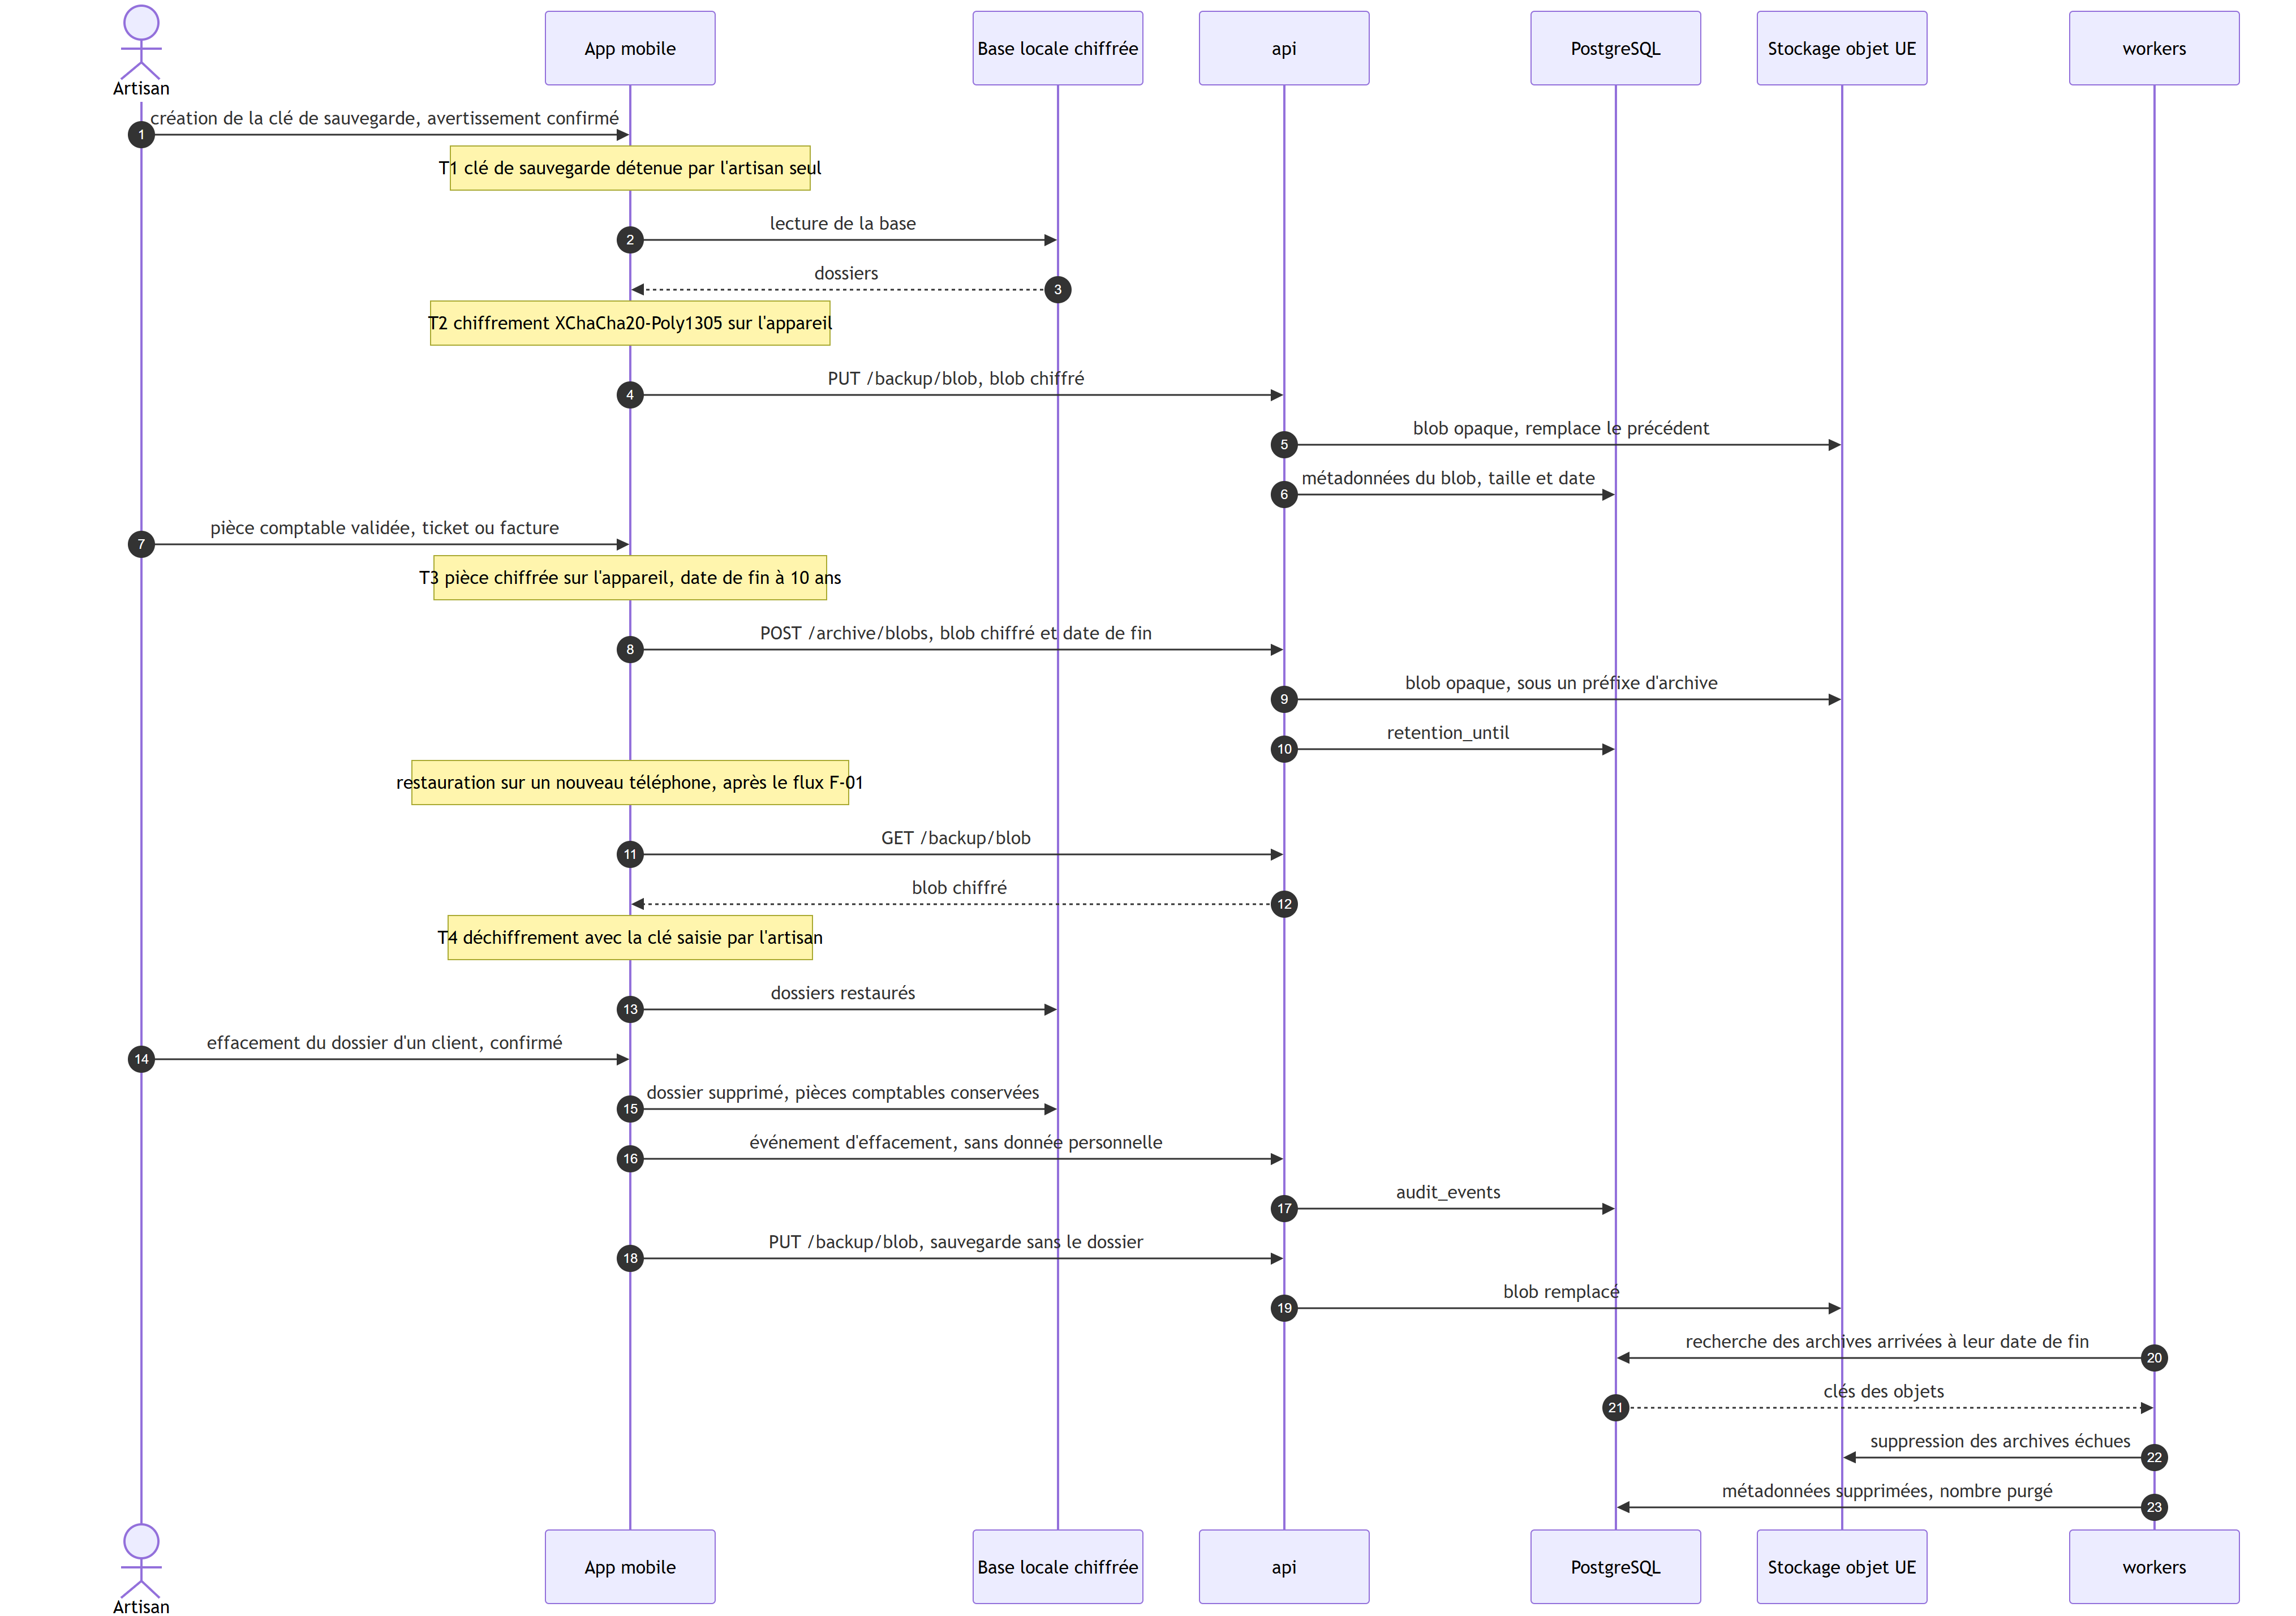 Artisan
App mobile
Base locale chiffrée
api
PostgreSQL
Stockage objet UE
workers
1 création de la clé de sauvegarde, avertissement confirmé
T1 clé de sauvegarde détenue par l'artisan seul
lecture de la base
2
dossiers
3
T2 chiffrement XChaCha20-Poly1305 sur l'appareil
PUT /backup/blob, blob chiffré
4
blob opaque, remplace le précédent
5
métadonnées du blob, taille et date
6
pièce comptable validée, ticket ou facture
7
T3 pièce chiffrée sur l'appareil, date de fin à 10 ans
POST /archive/blobs, blob chiffré et date de fin
8
blob opaque, sous un préfixe d'archive
9
retention_until
10
restauration sur un nouveau téléphone, après le flux F-01
GET /backup/blob
11
blob chiffré
12
T4 déchiffrement avec la clé saisie par l'artisan
dossiers restaurés
13
effacement du dossier d'un client, confirmé
14
dossier supprimé, pièces comptables conservées
15
événement d'effacement, sans donnée personnelle
16
audit_events
17
PUT /backup/blob, sauvegarde sans le dossier
18
blob remplacé
19
recherche des archives arrivées à leur date de fin
20
clés des objets
21
suppression des archives échues
22
métadonnées supprimées, nombre purgé
23
Artisan
App mobile
Base locale chiffrée
api
PostgreSQL
Stockage objet UE
workers